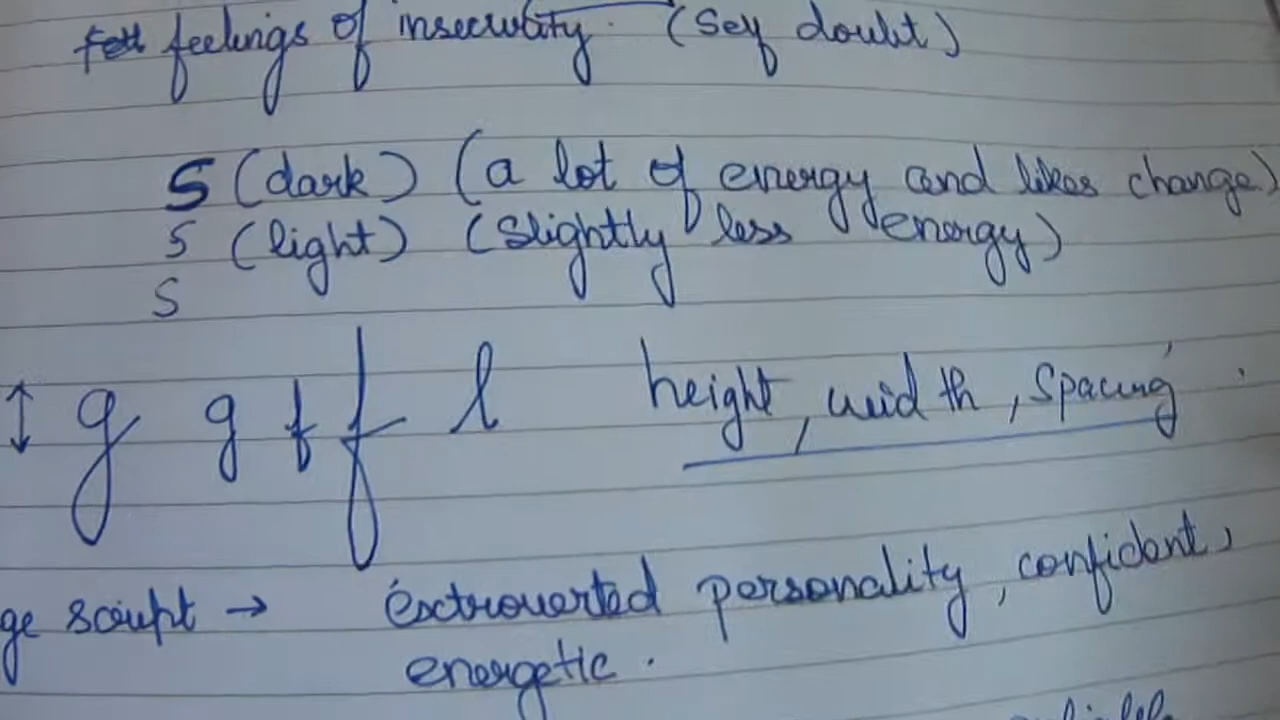 feelings of insecurity. (Self doubt)
S (dark) (a lot of energy and likes change)
S (light) (Slightly less energy)
S
g g f f l height, width, Spacing
ge script → extroverted personality, confident,
energetic.